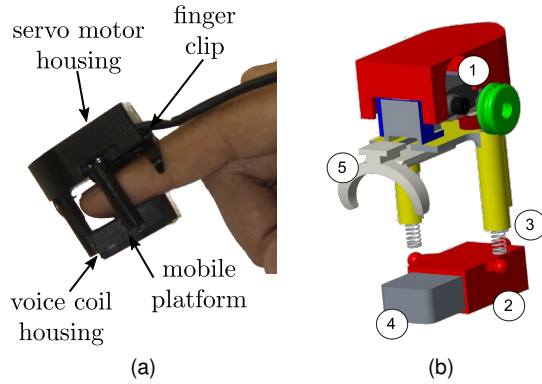 servo motor
housing
finger
clip
voice coil
housing
mobile
platform
(a)
1
5
3
2
4
(b)